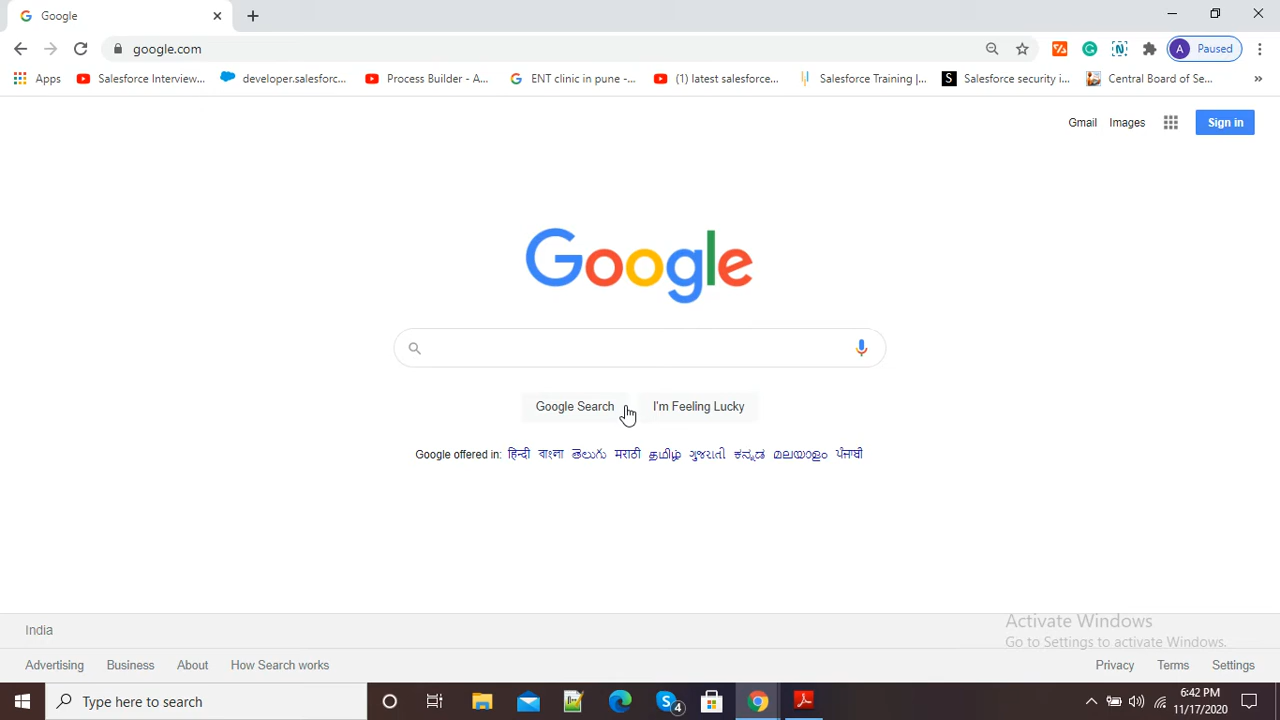 Google
google.com
A Paused
Apps Salesforce Interview... developer.salesforc... Process Builder - A... ENT clinic in pune -... (1) latest salesforce... Salesforce Training |... S Salesforce security i... Central Board of Se... »
Gmail Images Sign in
Google
Google Search I'm Feeling Lucky
Google offered in: हिन्दी বাংলা తెలుగు मराठी தமிழ் ગુજરાતી ಕನ್ನಡ മലയാളം ਪੰਜਾਬੀ
India
Activate Windows
Go to Settings to activate Windows.
Advertising Business About How Search works Privacy Terms Settings
Type here to search
4
6:42 PM
11/17/2020